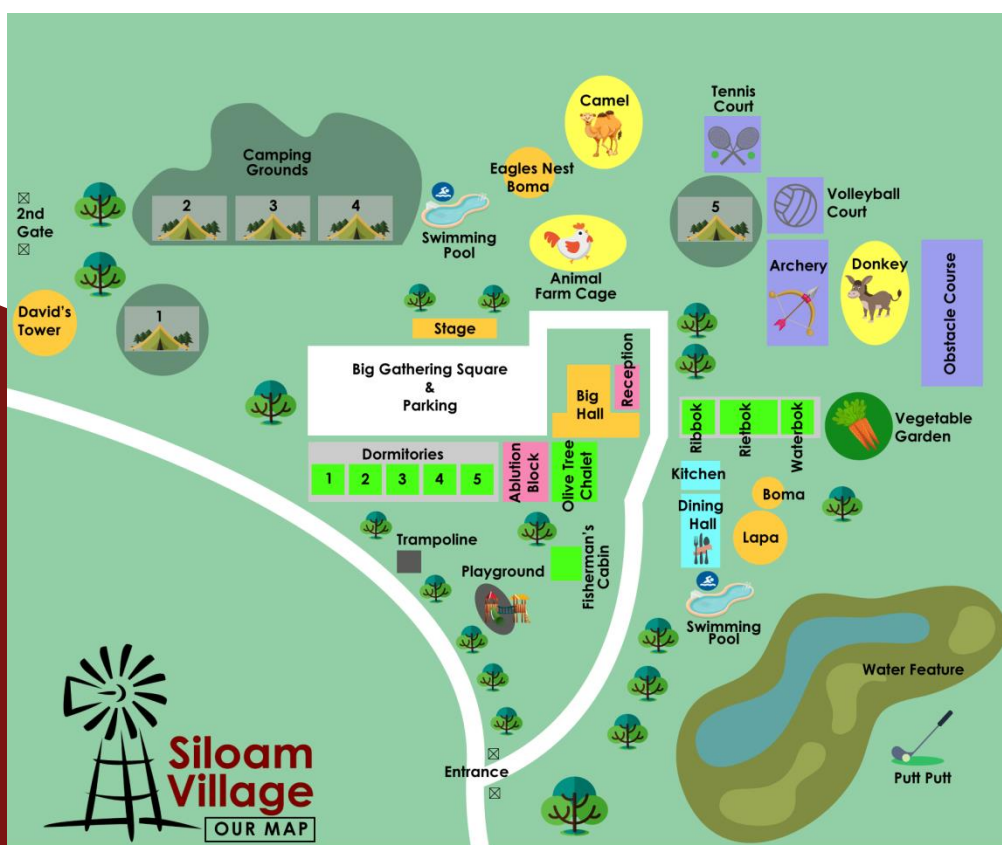 Camel
Tennis
Court
Camping
Grounds
Eagles Nest
Boma
2nd
Gate
2
3
4
Swimming
Pool
5
Volleyball
Court
Animal
Farm Cage
Archery
Donkey
Obstacle Course
David's
Tower
1
Stage
Big Gathering Square
&
Parking
Big
Hall
Reception
Ribbok
Rietbok
Waterbok
Vegetable
Garden
Dormitories
1
2
3
4
5
Ablution
Block
Olive Tree
Chalet
Kitchen
Dining
Hall
Boma
Lapa
Trampoline
Playground
Fisherman's
Cabin
Swimming
Pool
Water Feature
Putt Putt
Entrance
Siloam
Village
OUR MAP